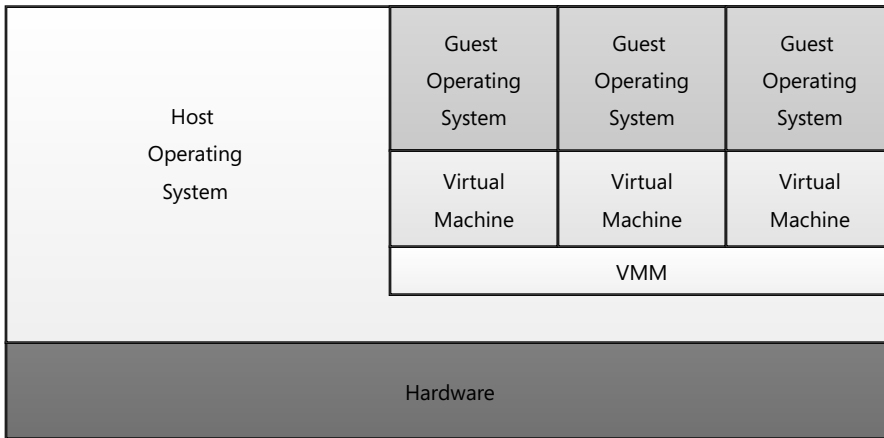 Host
Operating
System
Guest
Operating
System
Guest
Operating
System
Guest
Operating
System
Virtual
Machine
Virtual
Machine
Virtual
Machine
VMM
Hardware